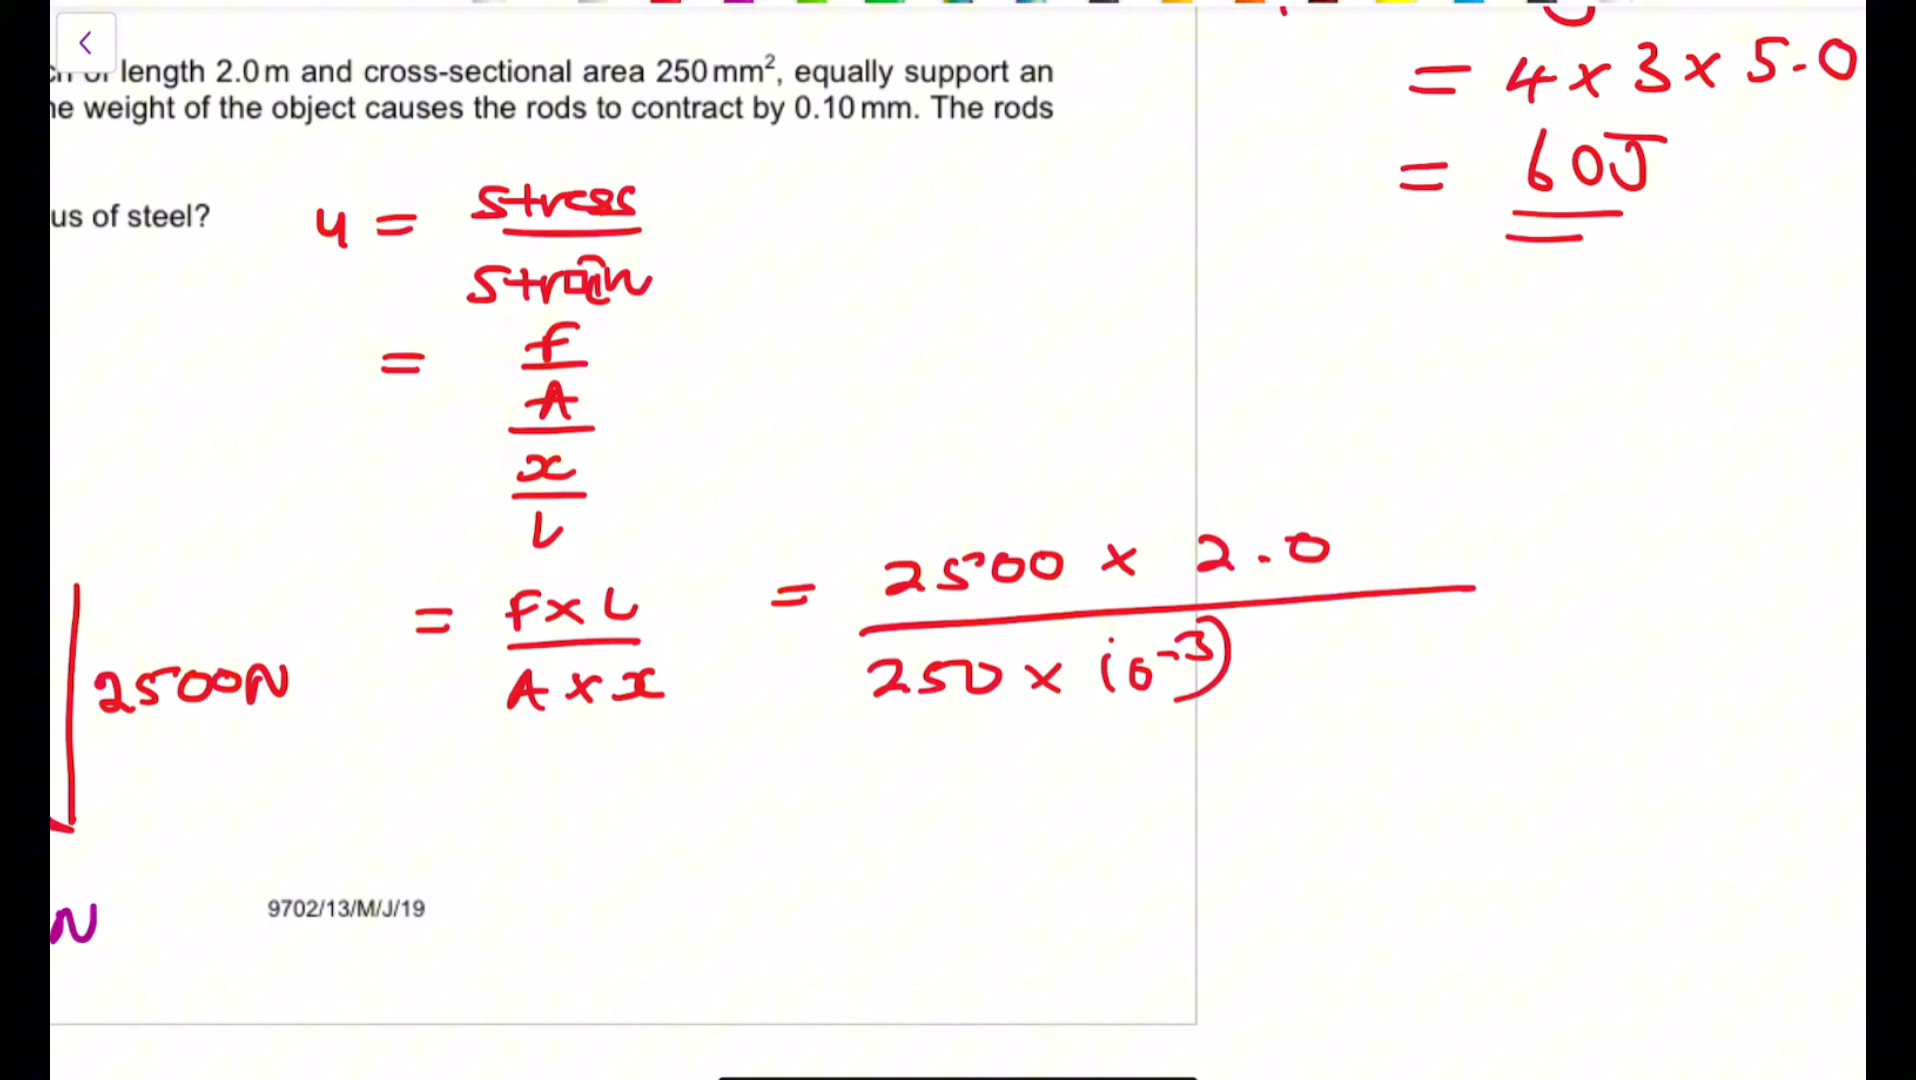 length 2.0 m and cross-sectional area 250 mm², equally support an
e weight of the object causes the rods to contract by 0.10 mm. The rods
us of steel?
= 4 x 3 x 5.0
= 60J
y = stress
strain
= f
A
x
L
= F x L
A x x
= 2500 x 2.0
250 x 10⁻³)
2500N
N
9702/13/M/J/19